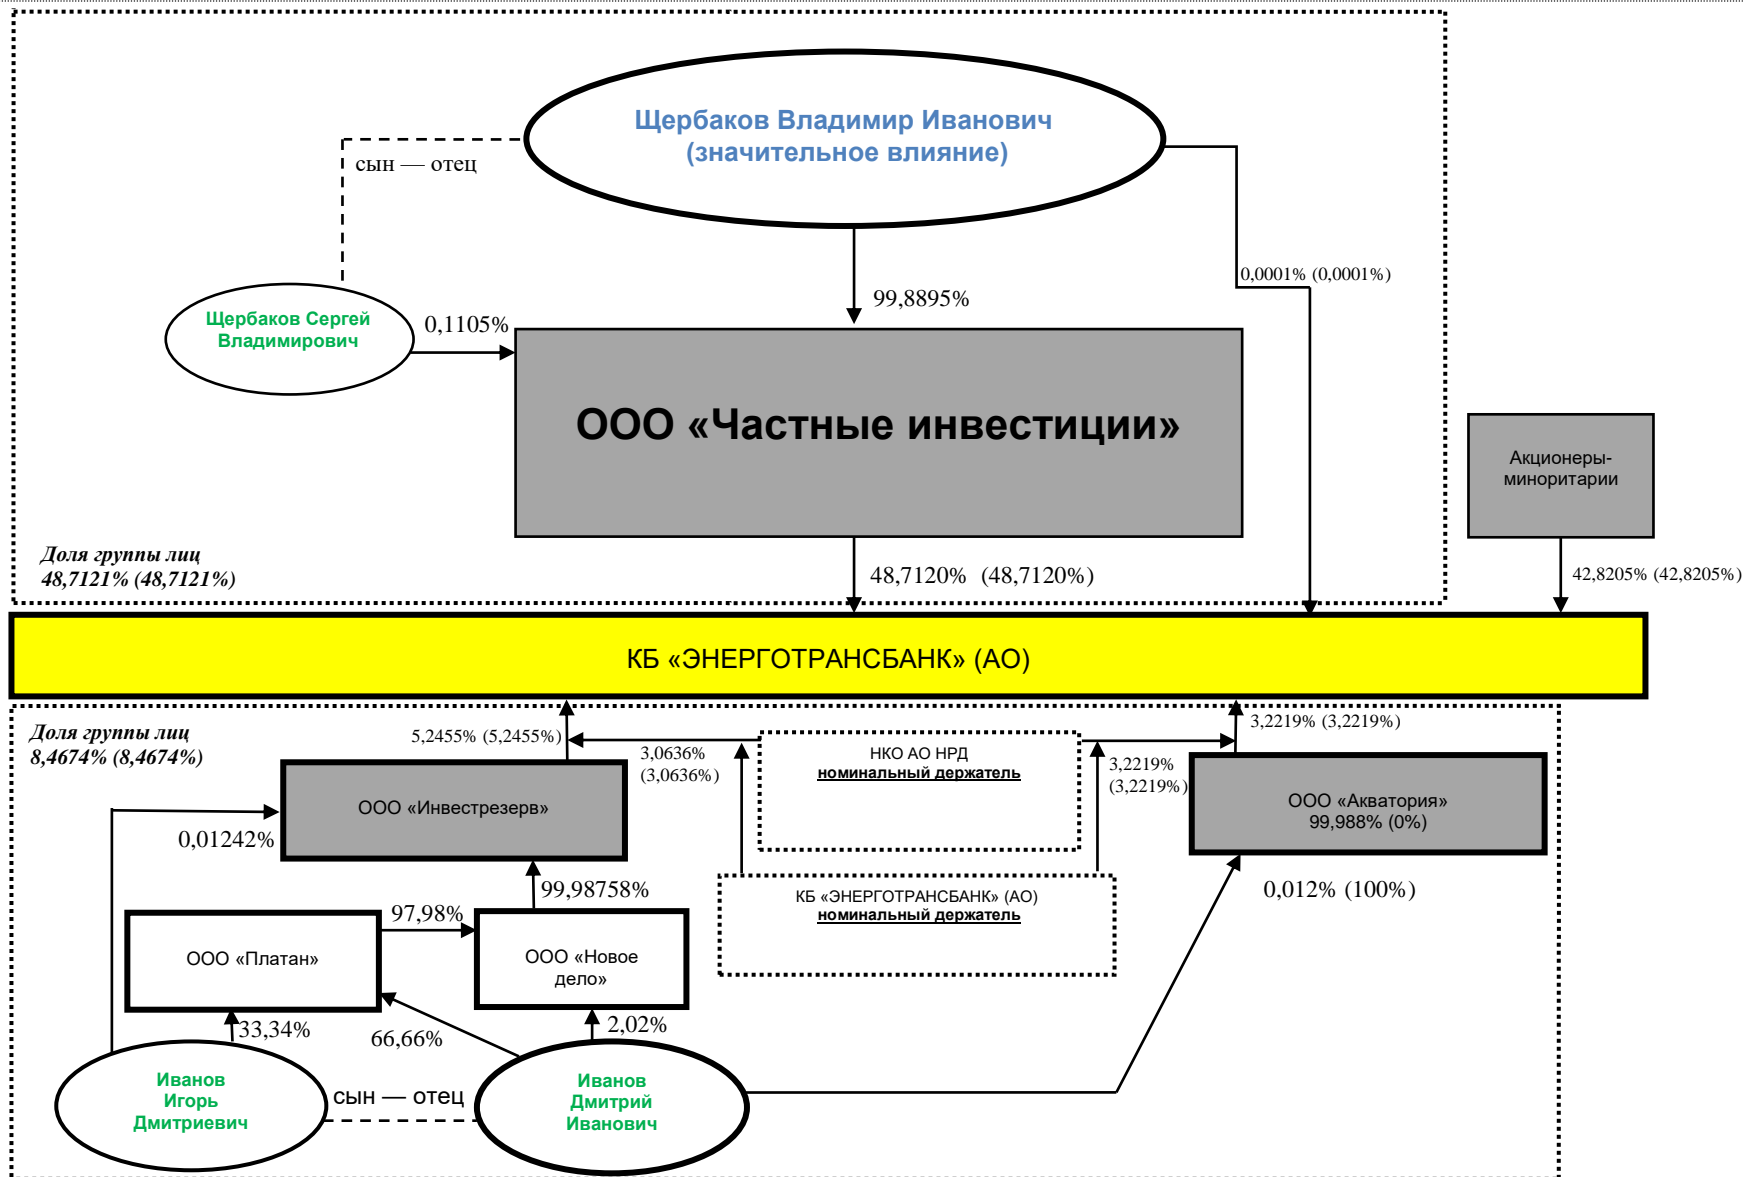 Щербаков Владимир Иванович
(значительное влияние)
сын — отец
0,0001% (0,0001%)
99,8895%
Щербаков Сергей
Владимирович
0,1105%
ООО «Частные инвестиции»
Акционеры-
миноритарии
Доля группы лиц
48,7121% (48,7121%)
48,7120%  (48,7120%)
42,8205% (42,8205%)
КБ «ЭНЕРГОТРАНСБАНК» (АО)
Доля группы лиц
8,4674% (8,4674%)
5,2455% (5,2455%)
3,0636%
(3,0636%)
НКО АО НРД
номинальный держатель
3,2219% (3,2219%)
3,2219%
(3,2219%)
ООО «Инвестрезерв»
ООО «Акватория»
99,988% (0%)
0,01242%
99,98758%
КБ «ЭНЕРГОТРАНСБАНК» (АО)
номинальный держатель
0,012% (100%)
97,98%
ООО «Платан»
ООО «Новое
дело»
33,34%
66,66%
2,02%
Иванов
Игорь
Дмитриевич
сын — отец
Иванов
Дмитрий
Иванович